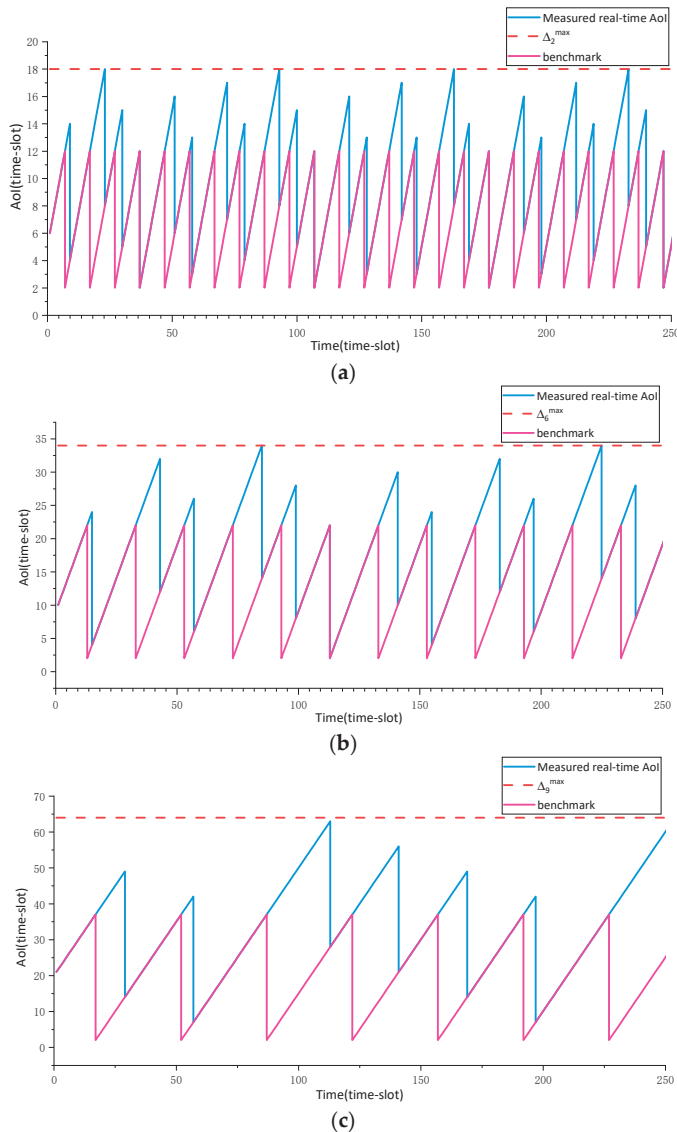 Measured real-time AoI
Δ₂ᵐᵃˣ
benchmark
20
18
16
14
12
10
8
6
4
2
0
AoI(time-slot)
0 50 100 150 200 250
Time(time-slot)
(a)
Measured real-time AoI
Δ₆ᵐᵃˣ
benchmark
35
30
25
20
15
10
5
0
AoI(time-slot)
0 50 100 150 200 250
Time(time-slot)
(b)
Measured real-time AoI
Δ₉ᵐᵃˣ
benchmark
70
60
50
40
30
20
10
0
AoI(time-slot)
0 50 100 150 200 250
Time(time-slot)
(c)